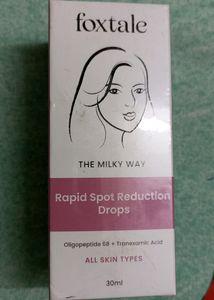 foxtale
THE MILKY WAY
Rapid Spot Reduction
Drops
Oligopeptide 68 + Tranexamic Acid
ALL SKIN TYPES
30ml